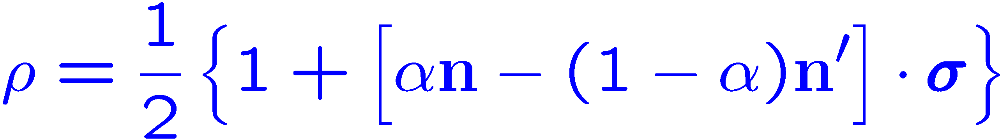 ρ = 1/2 {1 + [αn − (1 − α)n′] · σ}